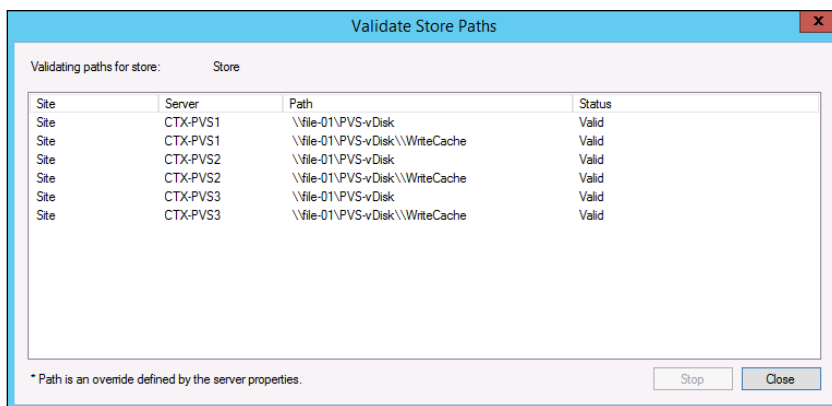 Validate Store Paths
x
Validating paths for store: Store
Site Server Path Status
Site CTX-PVS1 \\file-01\PVS-vDisk Valid
Site CTX-PVS1 \\file-01\PVS-vDisk\\WriteCache Valid
Site CTX-PVS2 \\file-01\PVS-vDisk Valid
Site CTX-PVS2 \\file-01\PVS-vDisk\\WriteCache Valid
Site CTX-PVS3 \\file-01\PVS-vDisk Valid
Site CTX-PVS3 \\file-01\PVS-vDisk\\WriteCache Valid
* Path is an override defined by the server properties. Stop Close